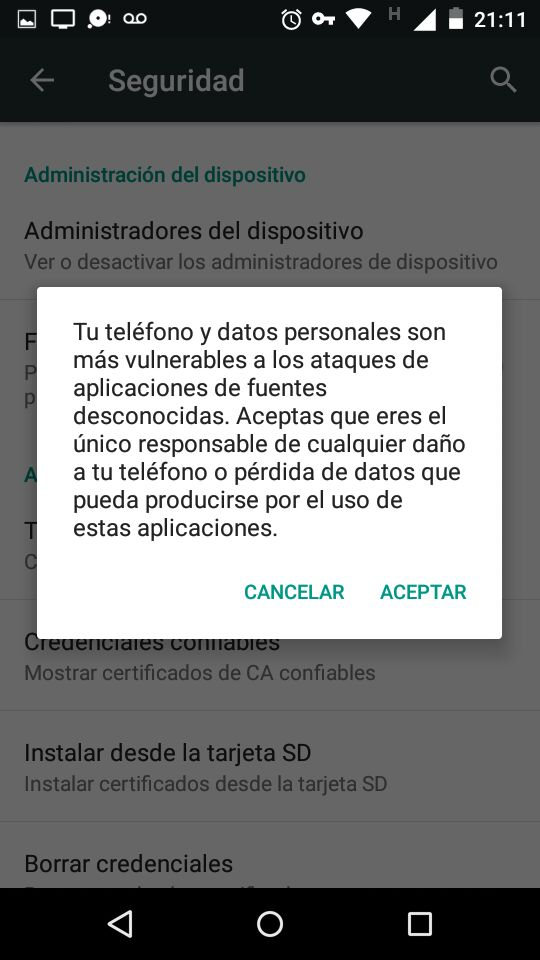 H
21:11
Seguridad
Administración del dispositivo
Administradores del dispositivo
Ver o desactivar los administradores de dispositivo
F
P
p
Tu teléfono y datos personales son
más vulnerables a los ataques de
aplicaciones de fuentes
desconocidas. Aceptas que eres el
único responsable de cualquier daño
a tu teléfono o pérdida de datos que
pueda producirse por el uso de
estas aplicaciones.
A
T
C
CANCELAR ACEPTAR
Credenciales confiables
Mostrar certificados de CA confiables
Instalar desde la tarjeta SD
Instalar certificados desde la tarjeta SD
Borrar credenciales